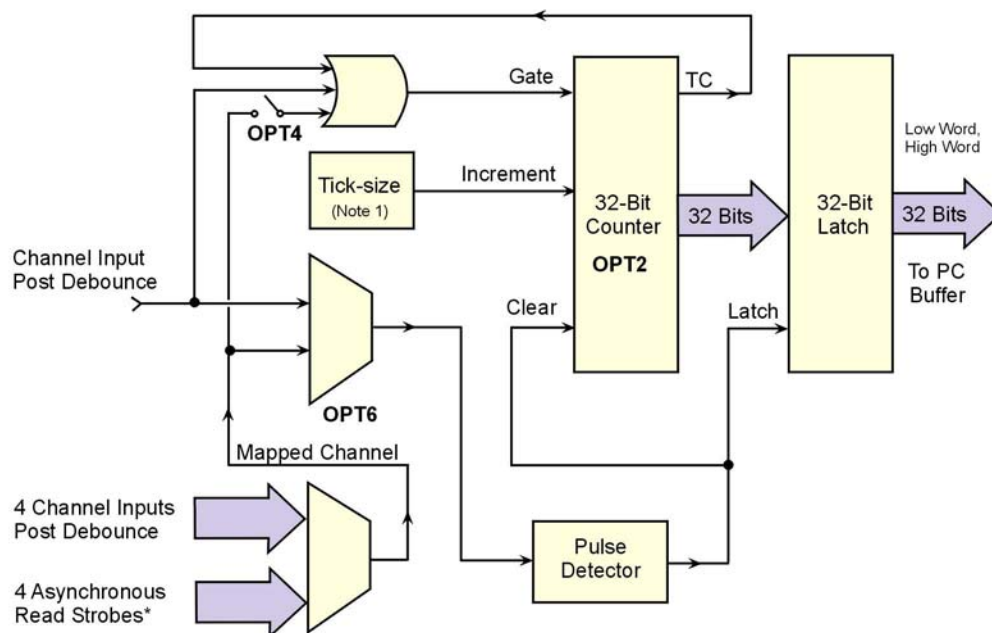 TC
Gate
OPT4
Low Word,
High Word
Tick-size
(Note 1)
Increment
32-Bit
Counter
OPT2
32 Bits
32-Bit
Latch
32 Bits
Channel Input
Post Debounce
To PC
Buffer
Clear
Latch
OPT6
Mapped Channel
4 Channel Inputs
Post Debounce
Pulse
Detector
4 Asynchronous
Read Strobes*